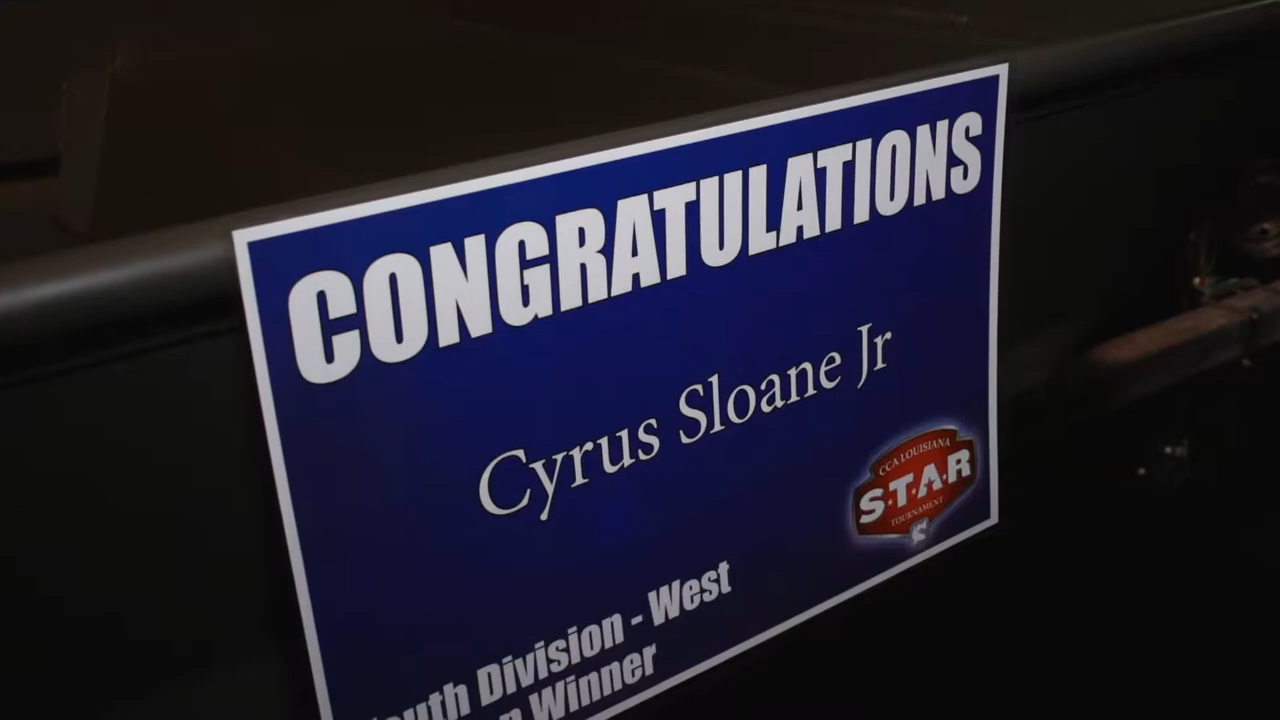 CONGRATULATIONS
Cyrus Sloane Jr
CCA LOUISIANA
S·T·A·R
TOURNAMENT
Division - West
Winner